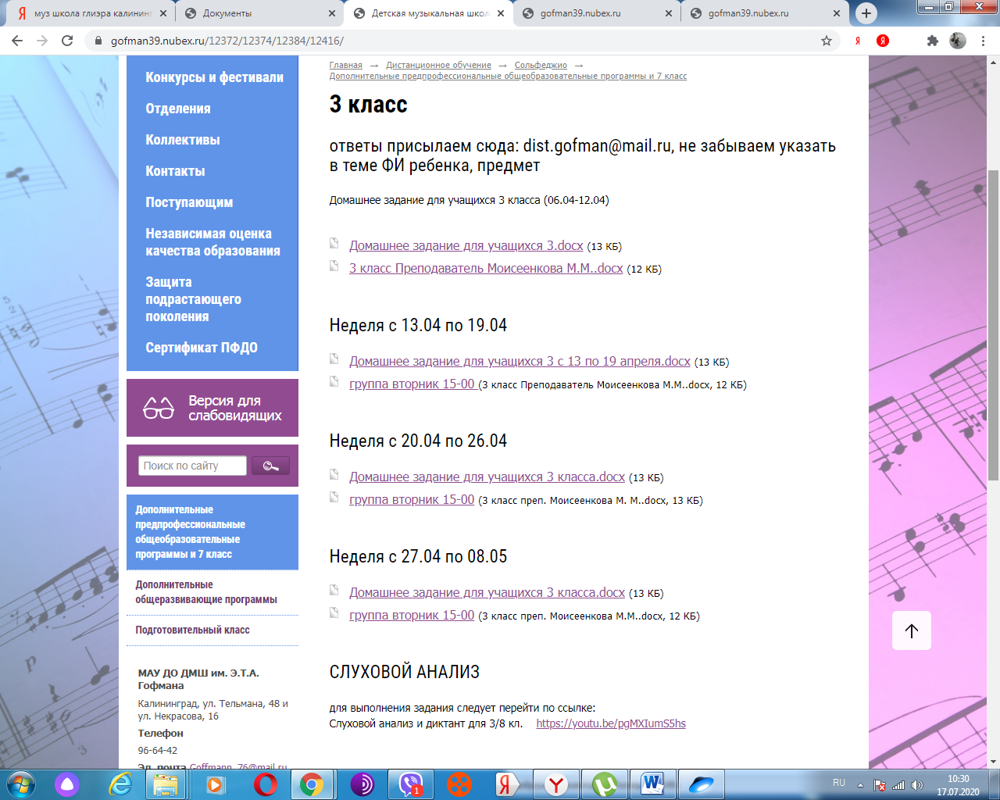 муз школа глиэра калининг
Документы
Детская музыкальная школ
gofman39.nubex.ru
gofman39.nubex.ru
gofman39.nubex.ru/12372/12374/12384/12416/
Конкурсы и фестивали
Отделения
Коллективы
Контакты
Поступающим
Независимая оценка
качества образования
Защита
подрастающего
поколения
Сертификат ПФДО
Версия для
слабовидящих
Поиск по сайту
Дополнительные
предпрофессиональные
общеобразовательные
программы и 7 класс
Дополнительные
общеразвивающие программы
Подготовительный класс
МАУ ДО ДМШ им. Э.Т.А.
Гофмана
Калининград, ул. Тельмана, 48 и
ул. Некрасова, 16
Телефон
96-64-42
Эл. почта Goffmann_76@mail.ru
Главная → Дистанционное обучение → Сольфеджио →
Дополнительные предпрофессиональные общеобразовательные программы и 7 класс
3 класс
ответы присылаем сюда: dist.gofman@mail.ru, не забываем указать
в теме ФИ ребенка, предмет
Домашнее задание для учащихся 3 класса (06.04-12.04)
Домашнее задание для учащихся 3.docx (13 КБ)
3 класс Преподаватель Моисеенкова М.М..docx (12 КБ)
Неделя с 13.04 по 19.04
Домашнее задание для учащихся 3 с 13 по 19 апреля.docx (13 КБ)
группа вторник 15-00 (3 класс Преподаватель Моисеенкова М.М..docx, 12 КБ)
Неделя с 20.04 по 26.04
Домашнее задание для учащихся 3 класса.docx (13 КБ)
группа вторник 15-00 (3 класс преп. Моисеенкова М. М..docx, 13 КБ)
Неделя с 27.04 по 08.05
Домашнее задание для учащихся 3 класса.docx (13 КБ)
группа вторник 15-00 (3 класс преп. Моисеенкова М.М..docx, 12 КБ)
СЛУХОВОЙ АНАЛИЗ
для выполнения задания следует перейти по ссылке:
Слуховой анализ и диктант для 3/8 кл. https://youtu.be/pgMXIumS5hs
1
RU
10:30
17.07.2020